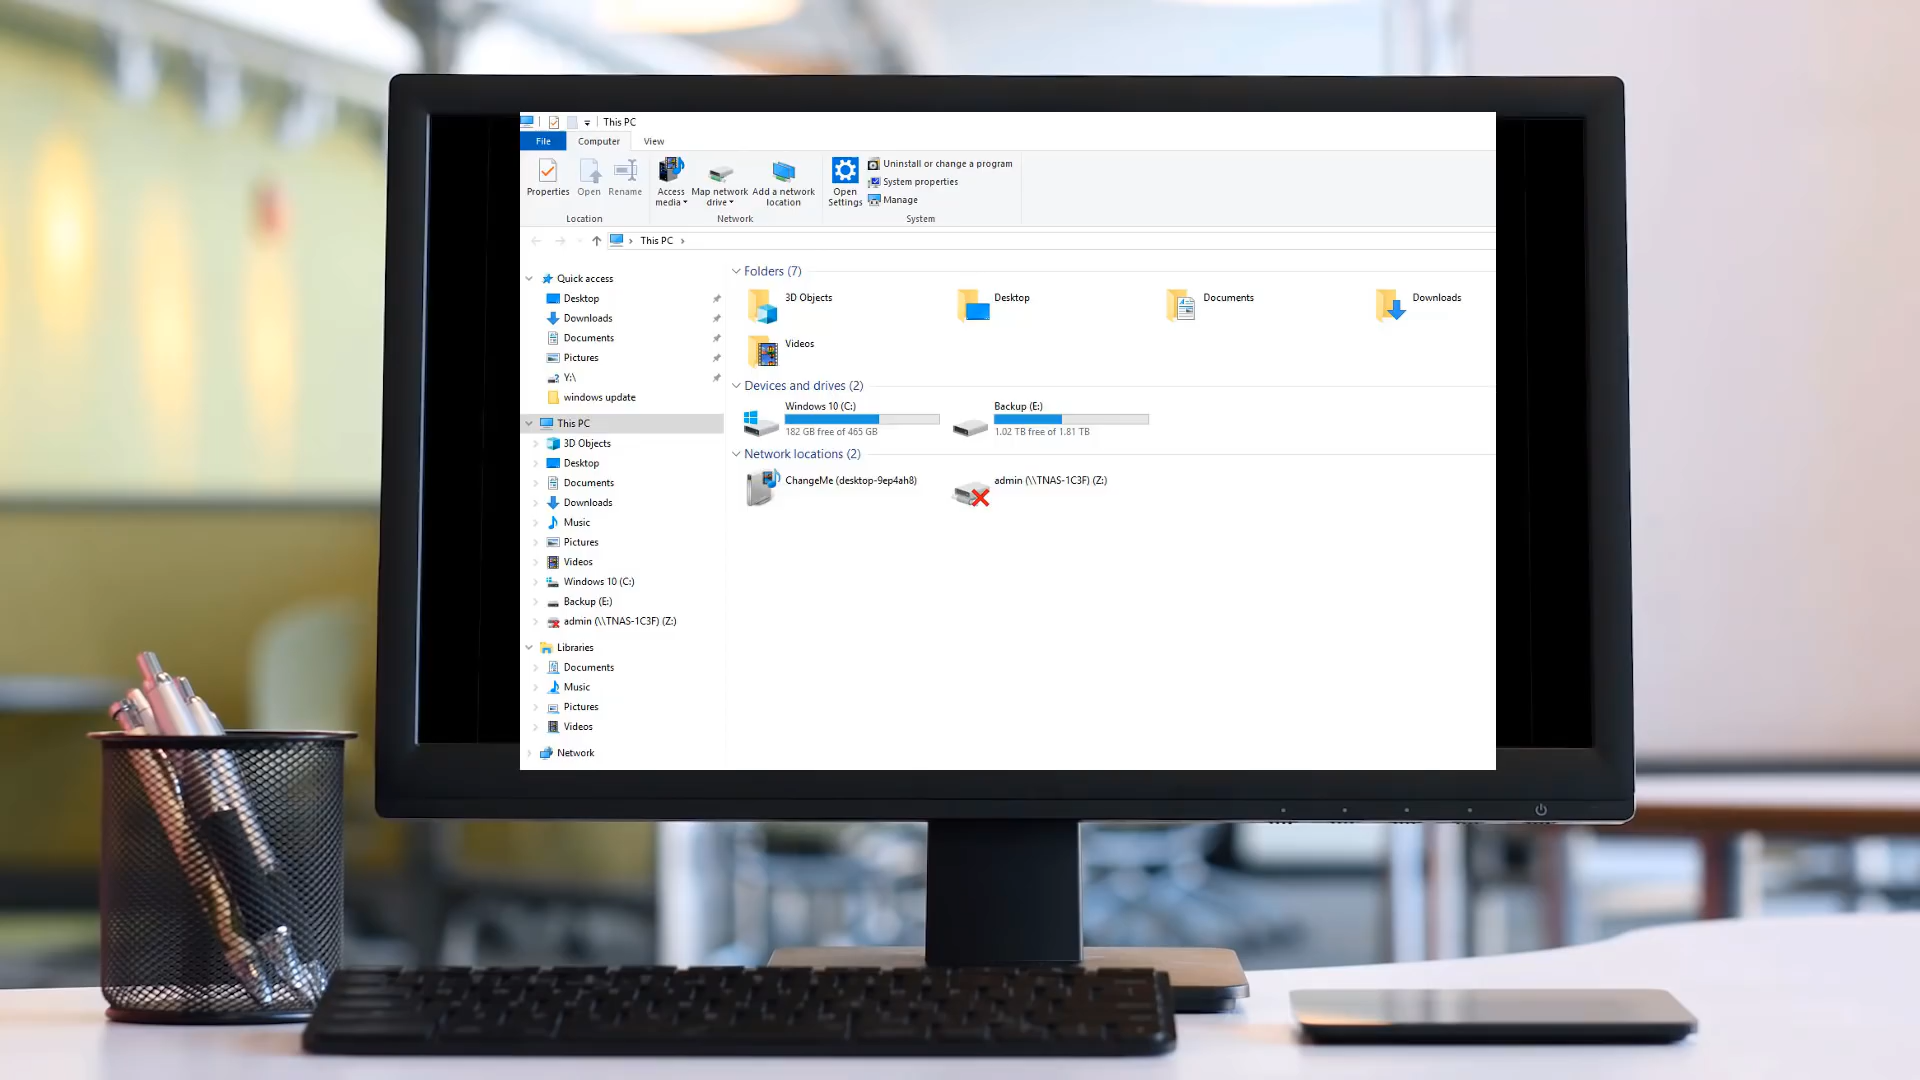 This PC
File Computer View
Properties Open Rename Access media Map network drive Add a network location Open Settings Uninstall or change a program
System properties
Manage
Location Network System
This PC
Quick access
Desktop
Downloads
Documents
Pictures
Y:\
windows update
This PC
3D Objects
Desktop
Documents
Downloads
Music
Pictures
Videos
Windows 10 (C:)
Backup (E:)
admin (\\TNAS-1C3F) (Z:)
Libraries
Documents
Music
Pictures
Videos
Network
Folders (7)
3D Objects Desktop Documents Downloads
Videos
Devices and drives (2)
Windows 10 (C:) Backup (E:)
182 GB free of 465 GB 1.02 TB free of 1.81 TB
Network locations (2)
ChangeMe (desktop-9ep4ah8) admin (\\TNAS-1C3F) (Z:)